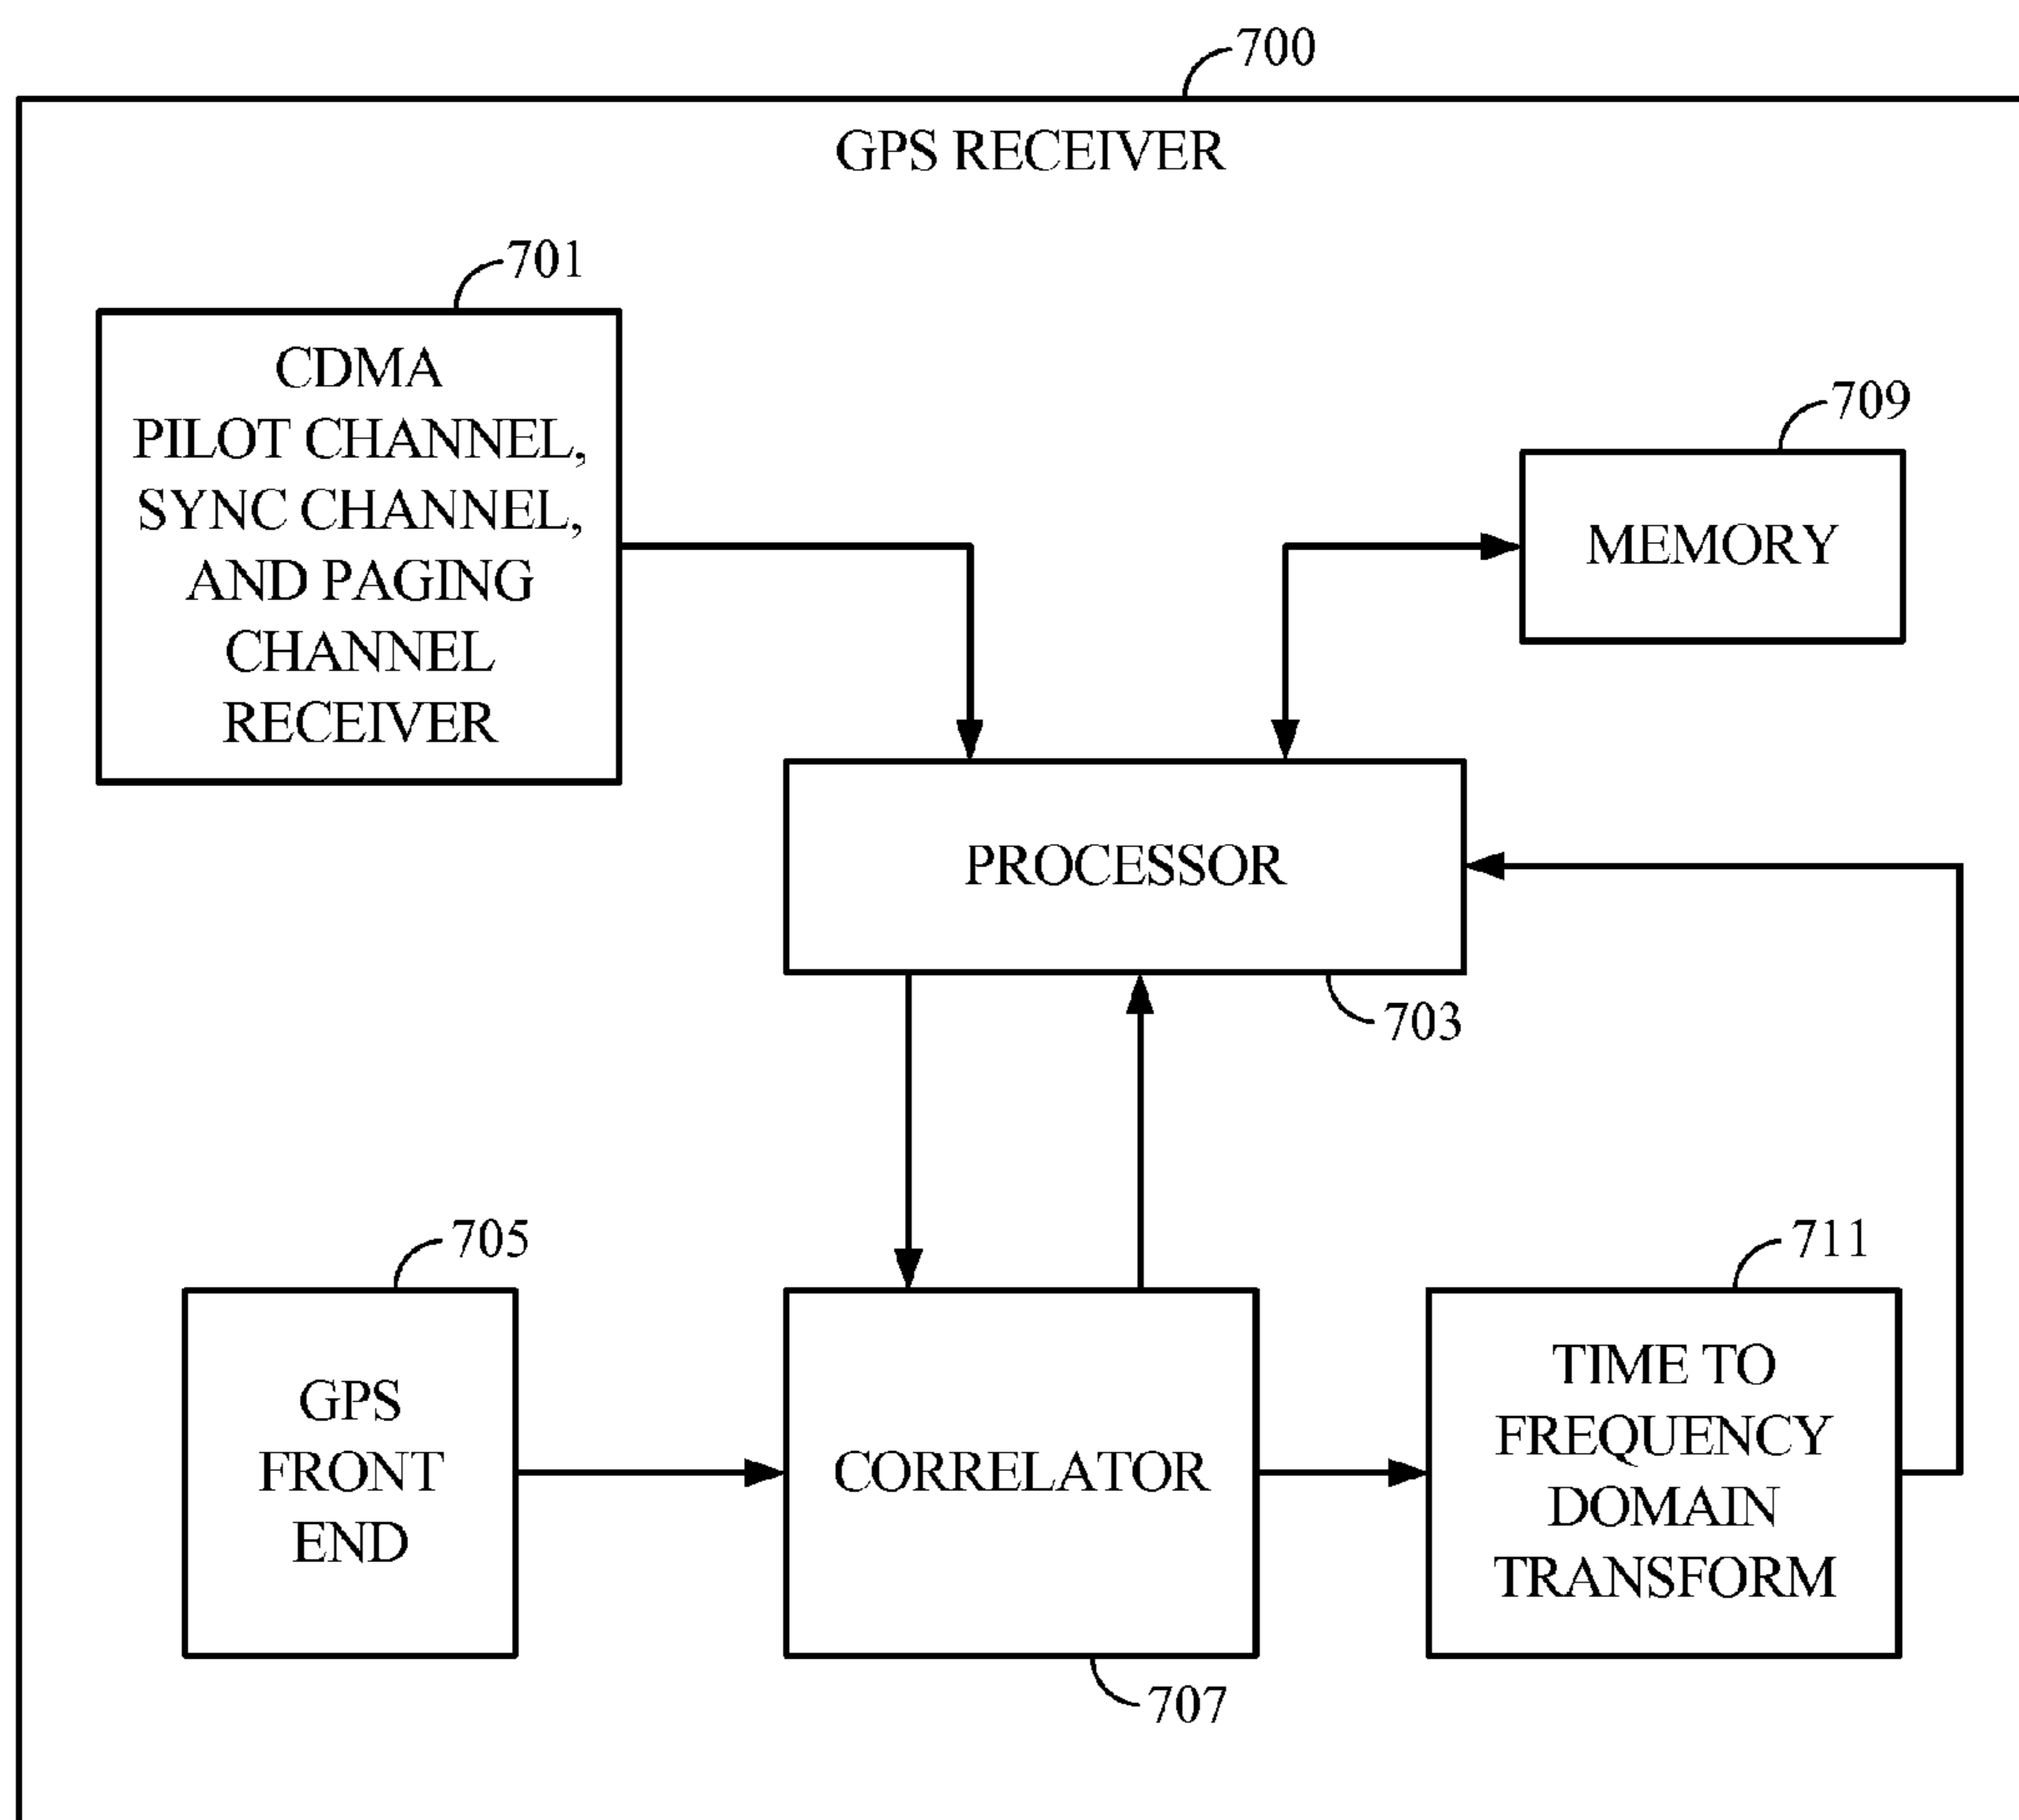 700
GPS RECEIVER
701
CDMA
PILOT CHANNEL,
SYNC CHANNEL,
AND PAGING
CHANNEL
RECEIVER
709
MEMORY
PROCESSOR
703
705
GPS
FRONT
END
CORRELATOR
707
711
TIME TO
FREQUENCY
DOMAIN
TRANSFORM